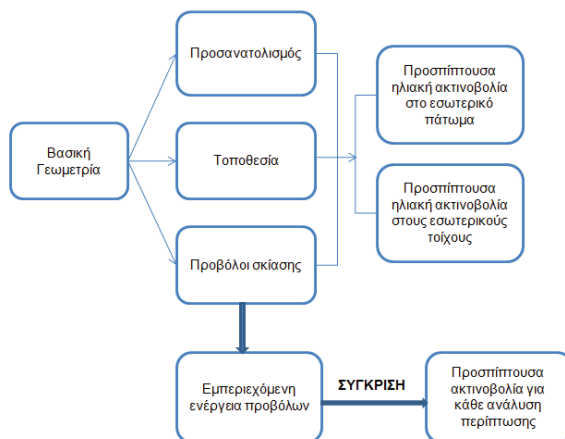 Προσανατολισμός
Προσπίπτουσα
ηλιακή ακτινοβολία
στο εσωτερικό
πάτωμα
Βασική
Γεωμετρία
Τοποθεσία
Προσπίπτουσα
ηλιακή ακτινοβολία
στους εσωτερικούς
τοίχους
Προβόλοι σκίασης
Εμπεριεχόμενη
ενέργεια προβόλων
ΣΥΓΚΡΙΣΗ
Προσπίπτουσα
ακτινοβολία για
κάθε ανάλυση
περίπτωσης